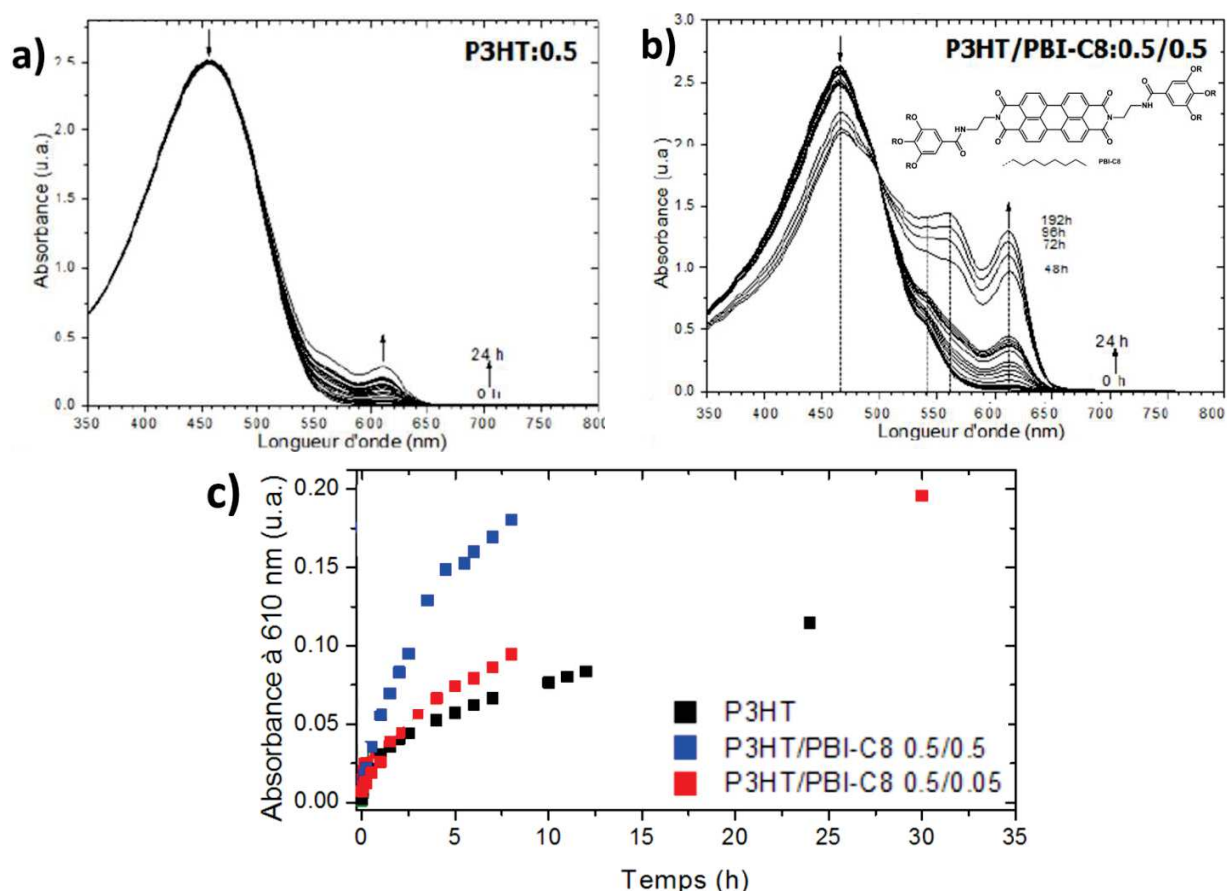 a)
P3HT:0.5
Absorbance (u.a.)
2.5
2.0
1.5
1.0
0.5
0.0
24 h
0 h
350 400 450 500 550 600 650 700 750 800
Longueur d'onde (nm)
b)
P3HT/PBI-C8:0.5/0.5
Absorbance (u.a.)
3.0
2.5
2.0
1.5
1.0
0.5
0.0
OR
RO
RO
O
NH
O
O
N
O
O
N
O
NH
O
OR
OR
OR
PBI-C8
192h
96h
72h
48h
24 h
0 h
350 400 450 500 550 600 650 700 750 800
Longueur d'onde (nm)
c)
Absorbance à 610 nm (u.a.)
0.20
0.15
0.10
0.05
0.00
P3HT
P3HT/PBI-C8 0.5/0.5
P3HT/PBI-C8 0.5/0.05
0 5 10 15 20 25 30 35
Temps (h)